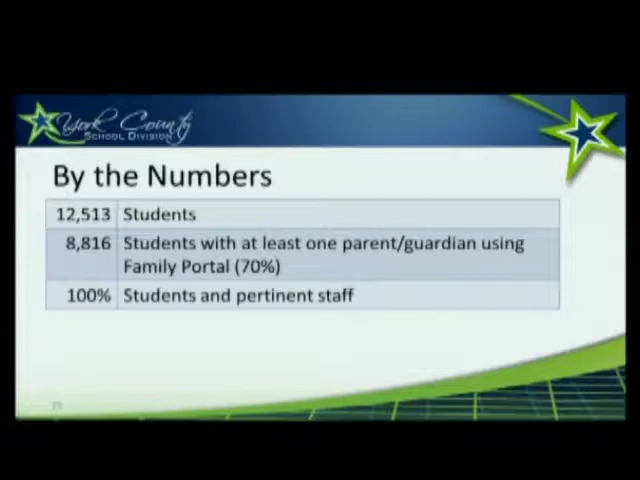 York County
SCHOOL DIVISION
By the Numbers
12,513 Students
8,816 Students with at least one parent/guardian using
Family Portal (70%)
100% Students and pertinent staff